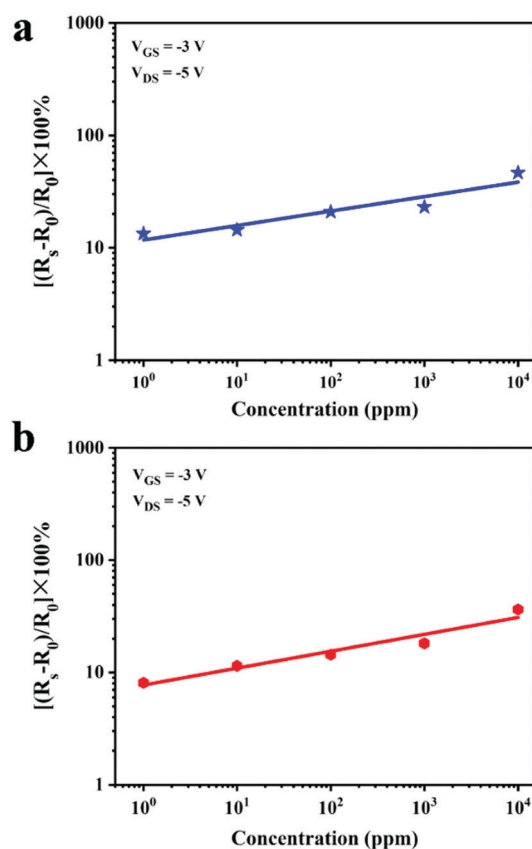 a
1000
V_GS = -3 V
V_DS = -5 V
100
[(R_s-R_0)/R_0]×100%
10
1
10^0 10^1 10^2 10^3 10^4
Concentration (ppm)
b
1000
V_GS = -3 V
V_DS = -5 V
100
[(R_s-R_0)/R_0]×100%
10
1
10^0 10^1 10^2 10^3 10^4
Concentration (ppm)